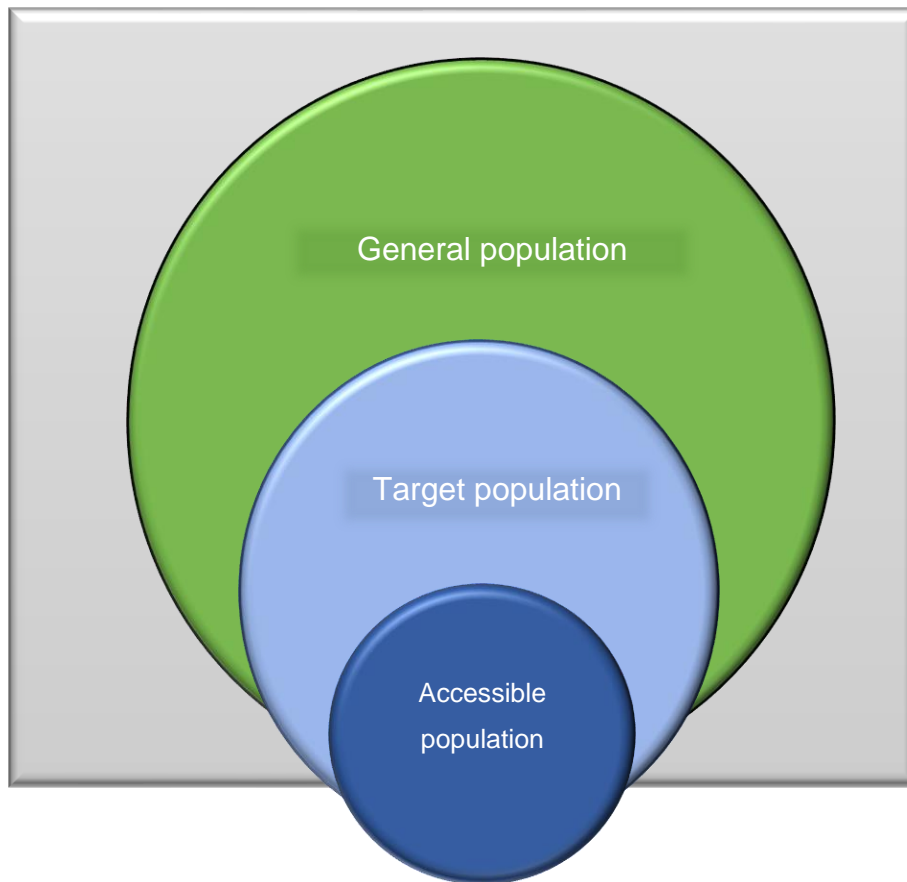 General population
Target population
Accessible
population